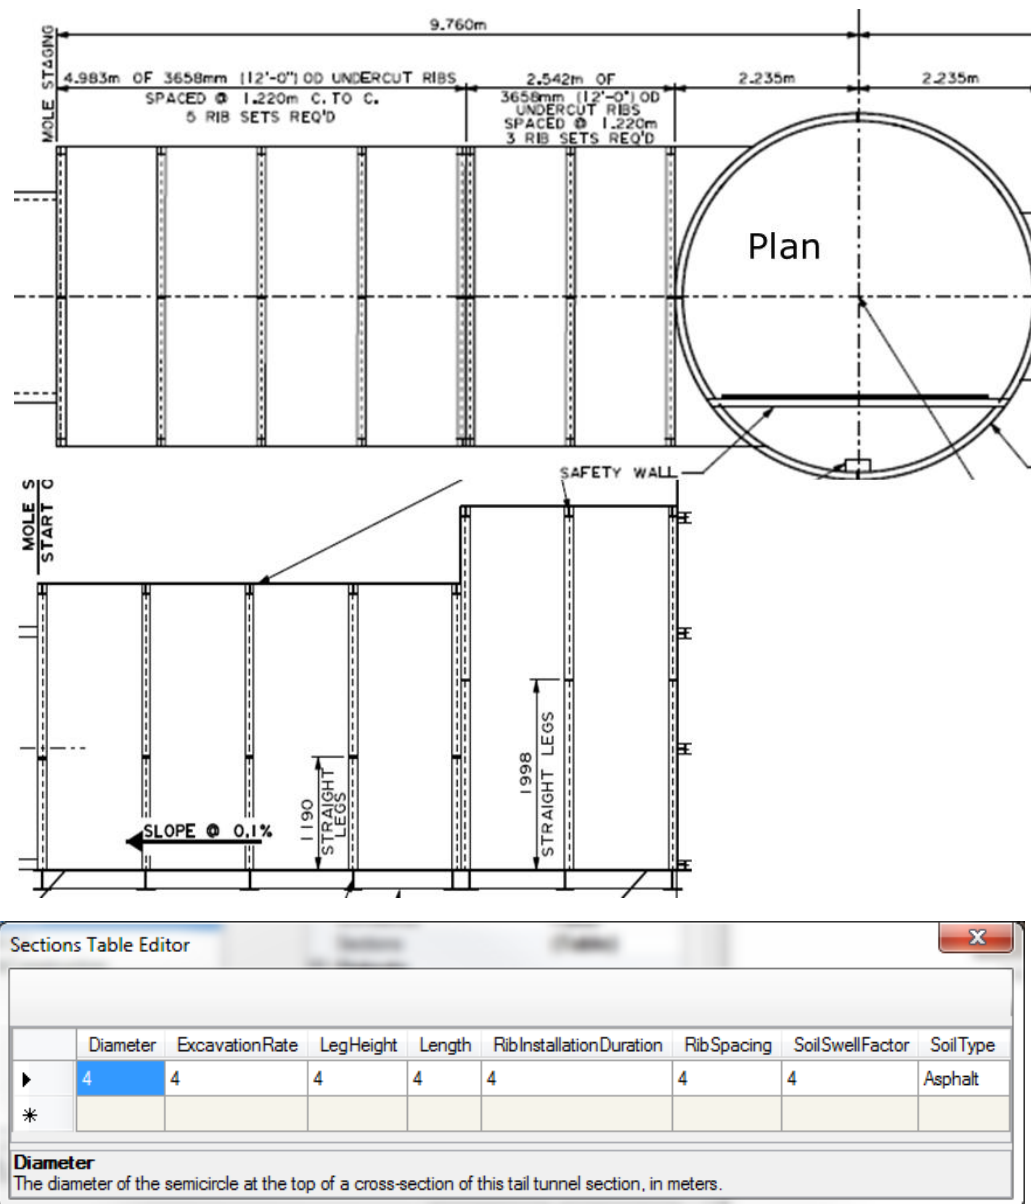 9.760m
MOLE STAGING
4.983m OF 3658mm (12'-0") OD UNDERCUT RIBS
SPACED @ 1.220m C. TO C.
5 RIB SETS REQ'D
2.542m OF
3658mm (12'-0") OD
UNDERCUT RIBS
SPACED @ 1.220m
3 RIB SETS REQ'D
2.235m
2.235m
Plan
SAFETY WALL
MOLE S
START C
1190
STRAIGHT
LEGS
1998
STRAIGHT LEGS
SLOPE @ 0.1%
Sections Table Editor
Diameter ExcavationRate LegHeight Length RibInstallationDuration RibSpacing SoilSwellFactor SoilType
4 4 4 4 4 4 4 Asphalt
Diameter
The diameter of the semicircle at the top of a cross-section of this tail tunnel section, in meters.